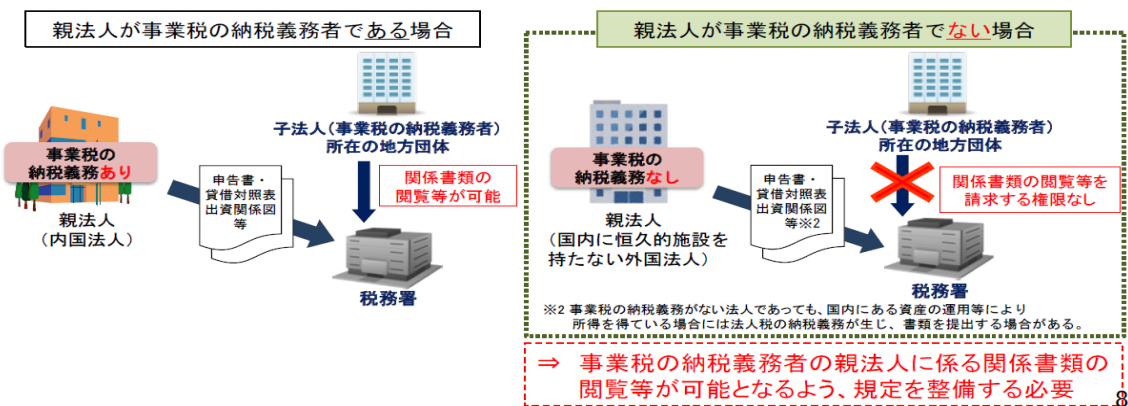 親法人が事業税の納税義務者である場合
子法人(事業税の納税義務者)
所在の地方団体
事業税の
納税義務あり
親法人
(内国法人)
申告書・
貸借対照表
出資関係図
等
関係書類の
閲覧等が可能
税務署
親法人が事業税の納税義務者でない場合
子法人(事業税の納税義務者)
所在の地方団体
事業税の
納税義務なし
親法人
(国内に恒久的施設を
持たない外国法人)
申告書・
貸借対照表
出資関係図
等※2
関係書類の閲覧等を
請求する権限なし
税務署
※2 事業税の納税義務がない法人であっても、国内にある資産の運用等により
所得を得ている場合には法人税の納税義務が生じ、書類を提出する場合がある。
⇒ 事業税の納税義務者の親法人に係る関係書類の
閲覧等が可能となるよう、規定を整備する必要
8